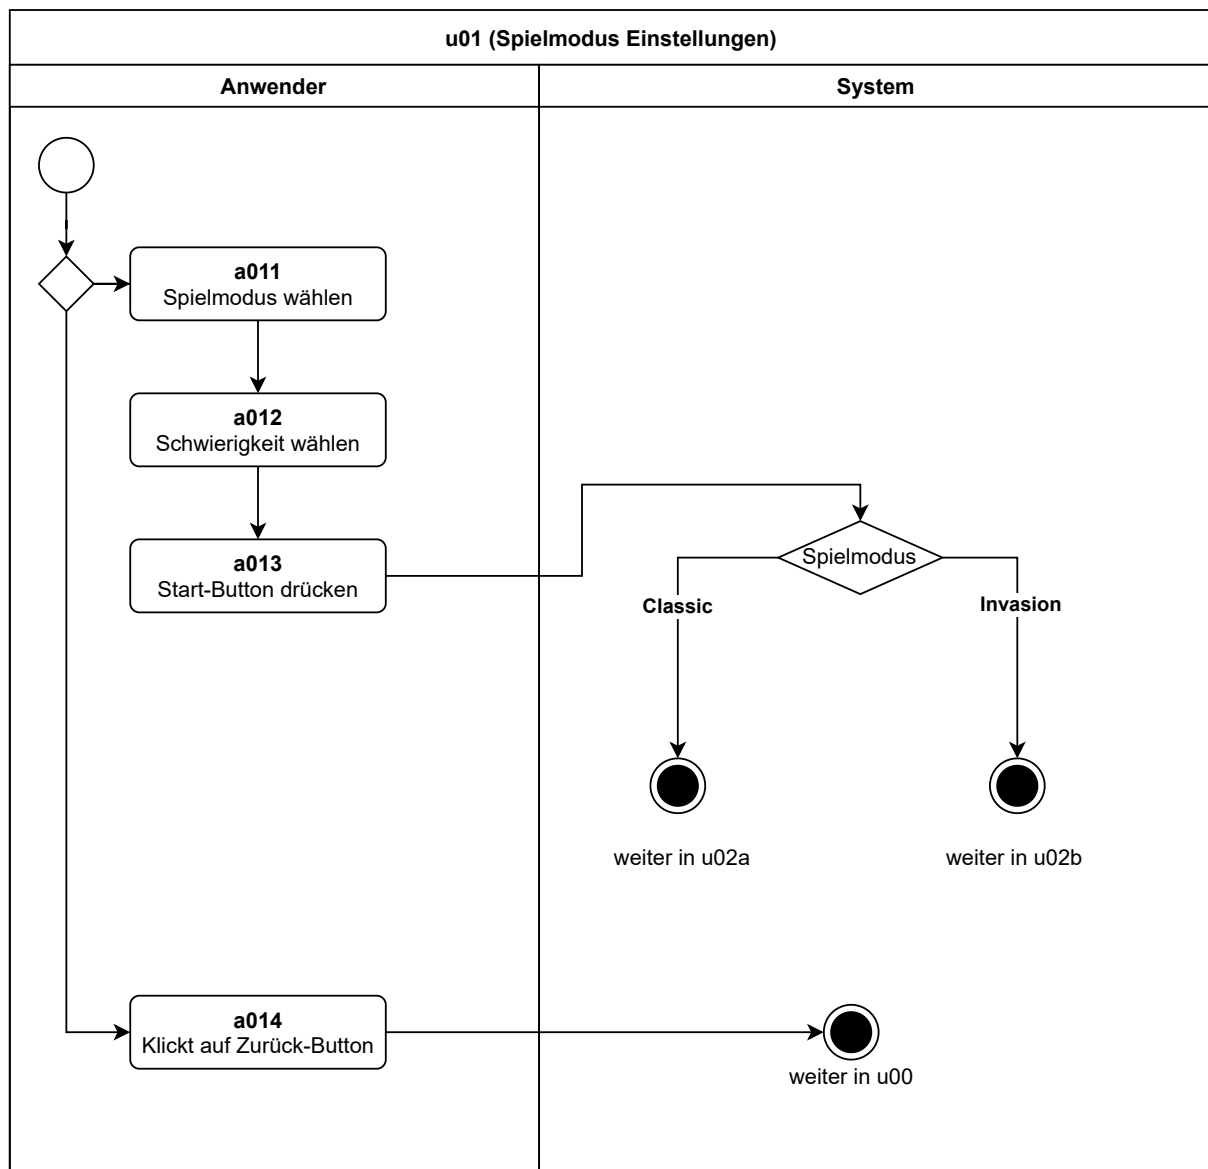 u01 (Spielmodus Einstellungen)
Anwender
System
a011
Spielmodus wählen
a012
Schwierigkeit wählen
a013
Start-Button drücken
Spielmodus
Classic
Invasion
weiter in u02a
weiter in u02b
a014
Klickt auf Zurück-Button
weiter in u00